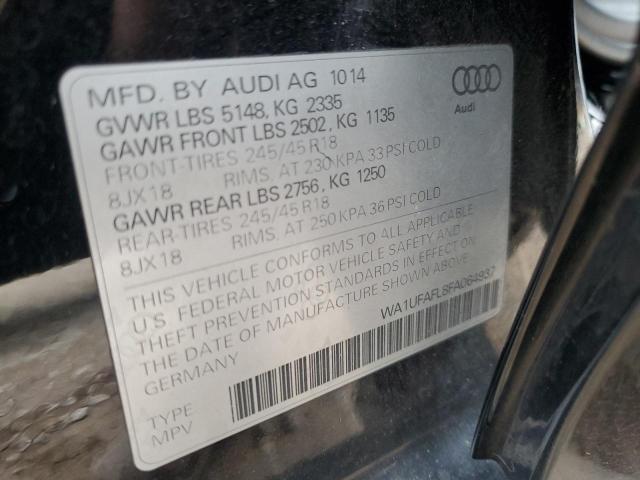 MFD. BY AUDI AG 10 14
GVWR LBS 5148, KG 2335
GAWR FRONT LBS 2502, KG 1135
FRONT-TIRES 245/45 R18
8JX18 RIMS. AT 230 KPA 33 PSI COLD
GAWR REAR LBS 2756, KG 1250
REAR-TIRES 245/45 R18
8JX18 RIMS. AT 250 KPA 36 PSI COLD
THIS VEHICLE CONFORMS TO ALL APPLICABLE
U.S. FEDERAL MOTOR VEHICLE SAFETY AND
THEFT PREVENTION STANDARDS IN EFFECT ON
THE DATE OF MANUFACTURE SHOWN ABOVE.
GERMANY
WA1UFAFL8FA064937
TYPE
MPV
Audi